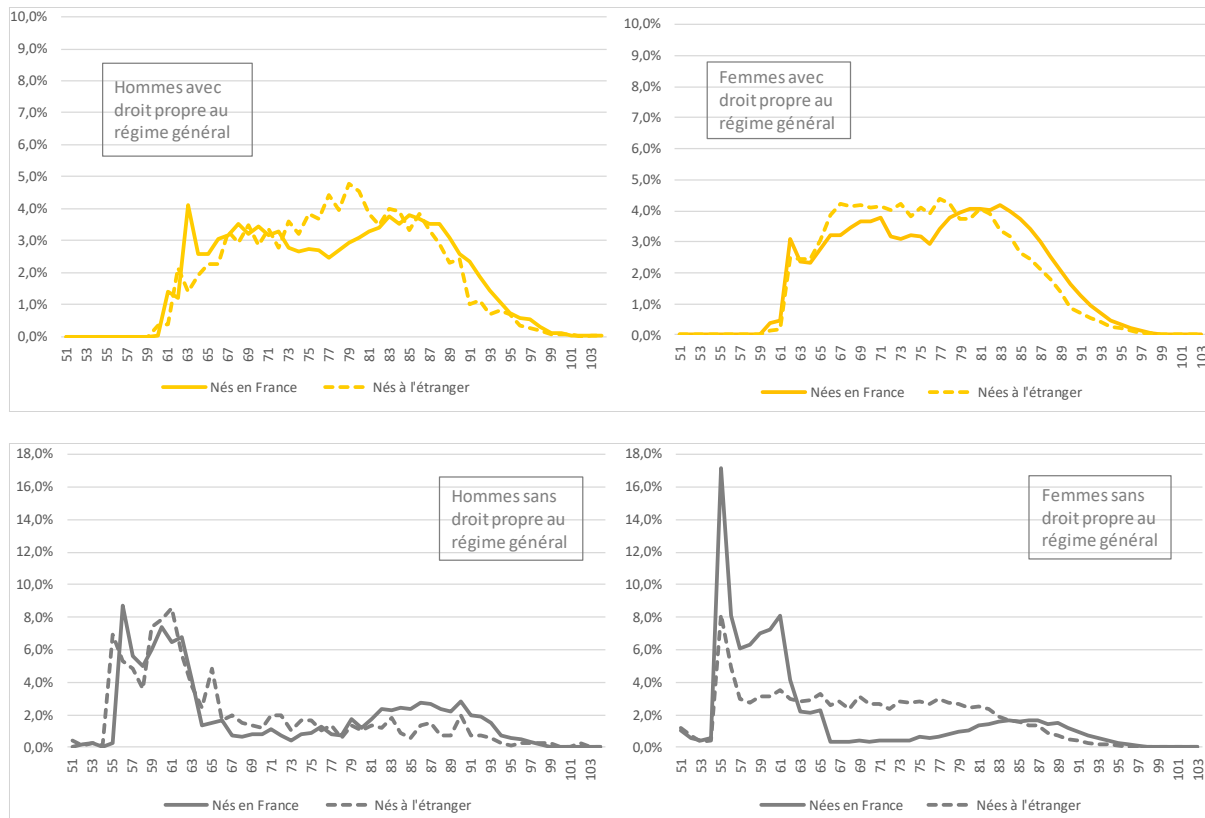 10,0%
9,0%
8,0%
7,0%
6,0%
5,0%
4,0%
3,0%
2,0%
1,0%
0,0%
Hommes avec
droit propre au
régime général
51 53 55 57 59 61 63 65 67 69 71 73 75 77 79 81 83 85 87 89 91 93 95 97 99 101 103
Nés en France Nés à l'étranger
10,0%
9,0%
8,0%
7,0%
6,0%
5,0%
4,0%
3,0%
2,0%
1,0%
0,0%
Femmes avec
droit propre au
régime général
51 53 55 57 59 61 63 65 67 69 71 73 75 77 79 81 83 85 87 89 91 93 95 97 99 101 103
Nées en France Nées à l'étranger
18,0%
16,0%
14,0%
12,0%
10,0%
8,0%
6,0%
4,0%
2,0%
0,0%
Hommes sans
droit propre au
régime général
51 53 55 57 59 61 63 65 67 69 71 73 75 77 79 81 83 85 87 89 91 93 95 97 99 101 103
Nés en France Nés à l'étranger
18,0%
16,0%
14,0%
12,0%
10,0%
8,0%
6,0%
4,0%
2,0%
0,0%
Femmes sans
droit propre au
régime général
51 53 55 57 59 61 63 65 67 69 71 73 75 77 79 81 83 85 87 89 91 93 95 97 99 101 103
Nées en France Nées à l'étranger